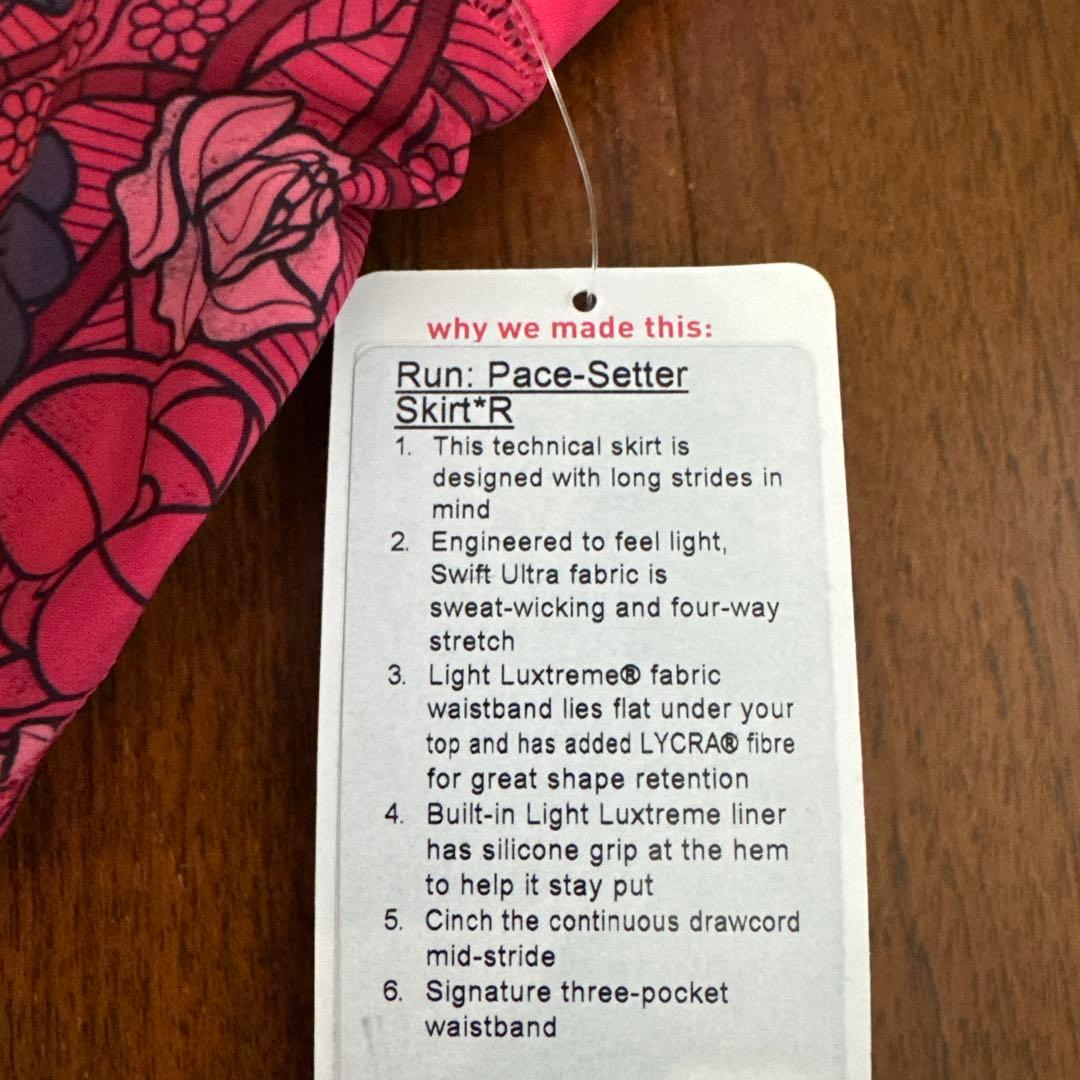 why we made this:
Run: Pace-Setter
Skirt*R
1. This technical skirt is
designed with long strides in
mind
2. Engineered to feel light,
Swift Ultra fabric is
sweat-wicking and four-way
stretch
3. Light Luxtreme® fabric
waistband lies flat under your
top and has added LYCRA® fibre
for great shape retention
4. Built-in Light Luxtreme liner
has silicone grip at the hem
to help it stay put
5. Cinch the continuous drawcord
mid-stride
6. Signature three-pocket
waistband